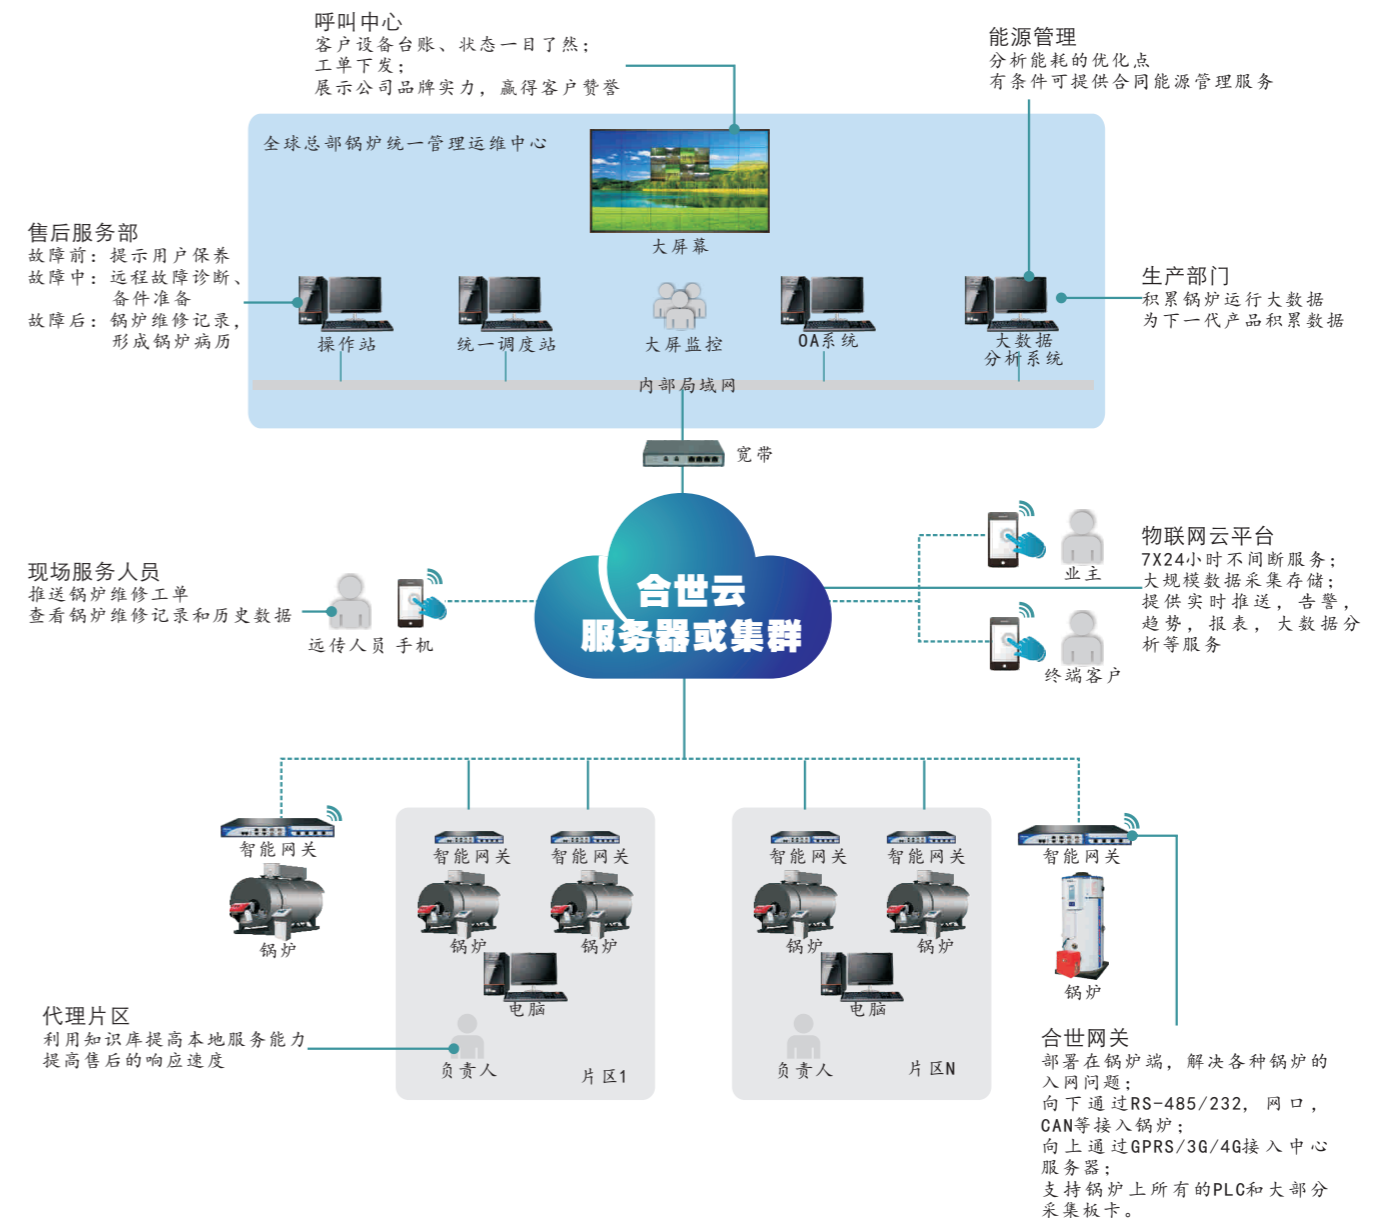 呼叫中心
客户设备台账、状态一目了然；
工单下发；
展示公司品牌实力，赢得客户赞誉
能源管理
分析能耗的优化点
有条件可提供合同能源管理服务
全球总部锅炉统一管理运维中心
大屏幕
售后服务部
故障前：提示用户保养
故障中：远程故障诊断、
备件准备
故障后：锅炉维修记录，
形成锅炉病历
操作站
统一调度站
大屏监控
OA系统
大数据
分析系统
生产部门
积累锅炉运行大数据
为下一代产品积累数据
内部局域网
宽带
合世云
服务器或集群
现场服务人员
推送锅炉维修工单
查看锅炉维修记录和历史数据
远传人员
手机
业主
终端客户
物联网云平台
7X24小时不间断服务；
大规模数据采集存储；
提供实时推送，告警，
趋势，报表，大数据分
析等服务
智能网关
智能网关
智能网关
智能网关
智能网关
智能网关
锅炉
锅炉
锅炉
锅炉
锅炉
锅炉
电脑
电脑
负责人
片区1
负责人
片区N
代理片区
利用知识库提高本地服务能力
提高售后的响应速度
合世网关
部署在锅炉端，解决各种锅炉的
入网问题；
向下通过RS-485/232，网口，
CAN等接入锅炉；
向上通过GPRS/3G/4G接入中心
服务器；
支持锅炉上所有的PLC和大部分
采集板卡。